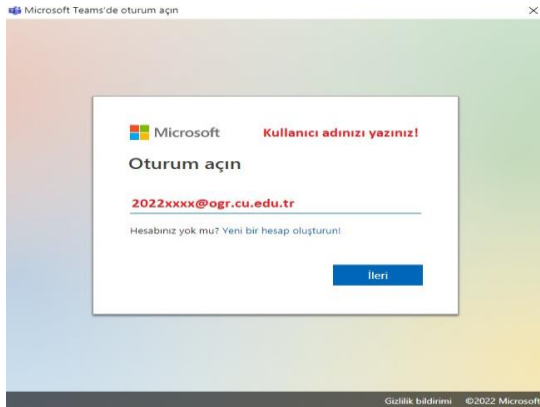 Microsoft Teams'de oturum açın
Microsoft
Kullanıcı adınızı yazınız!
Oturum açın
2022xxxx@ogr.cu.edu.tr
Hesabınız yok mu? Yeni bir hesap oluşturun!
İleri
Gizlilik bildirimi ©2022 Microsoft